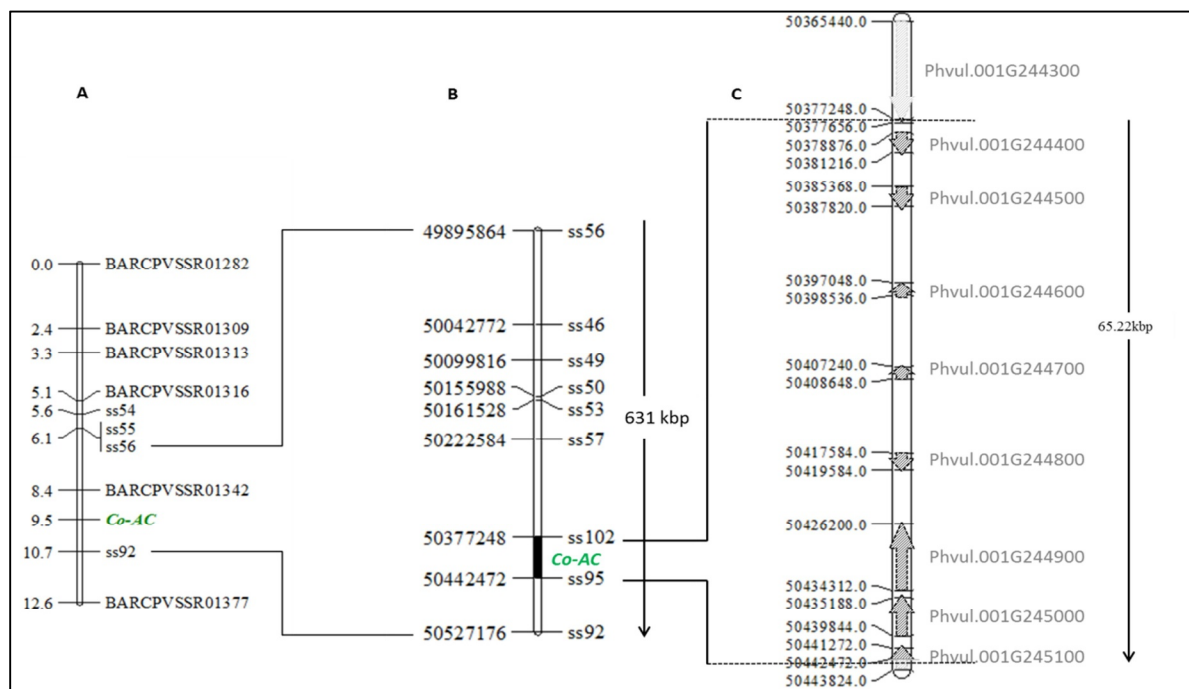 A
0.0 BARCPVSSR01282
2.4 BARCPVSSR01309
3.3 BARCPVSSR01313
5.1 BARCPVSSR01316
5.6 ss54
6.1 ss55
ss56
8.4 BARCPVSSR01342
9.5 Co-AC
10.7 ss92
12.6 BARCPVSSR01377
B
49895864 ss56
50042772 ss46
50099816 ss49
50155988 ss50
50161528 ss53
50222584 ss57
50377248 ss102
Co-AC
50442472 ss95
50527176 ss92
631 kbp
C
50365440.0
Phvul.001G244300
50377248.0
50377656.0
50378876.0
Phvul.001G244400
50381216.0
50385368.0
Phvul.001G244500
50387820.0
50397048.0
Phvul.001G244600
50398536.0
50407240.0
Phvul.001G244700
50408648.0
50417584.0
Phvul.001G244800
50419584.0
50426200.0
Phvul.001G244900
50434312.0
50435188.0
Phvul.001G245000
50439844.0
50441272.0
Phvul.001G245100
50442472.0
50443824.0
65.22kbp